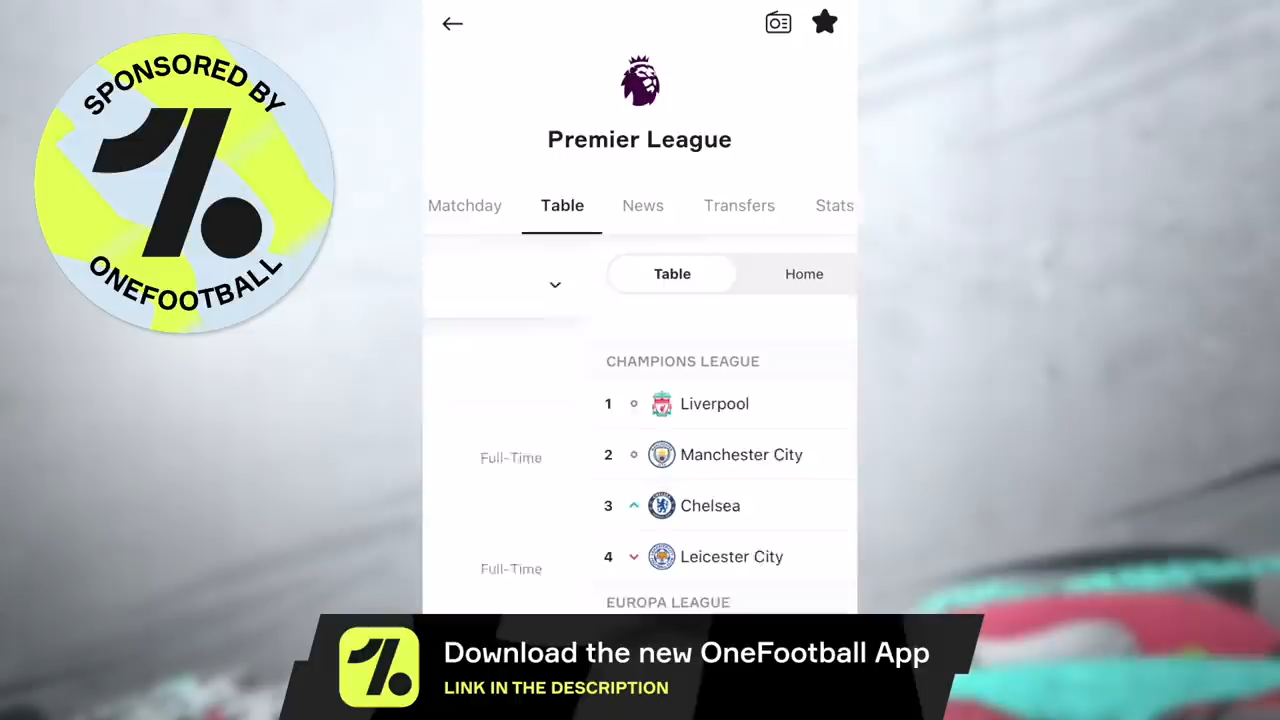 SPONSORED BY
ONEFOOTBALL
Premier League
Matchday Table News Transfers Stats
Table Home
CHAMPIONS LEAGUE
1 Liverpool
2 Manchester City
Full-Time
3 Chelsea
4 Leicester City
Full-Time
EUROPA LEAGUE
Download the new OneFootball App
LINK IN THE DESCRIPTION